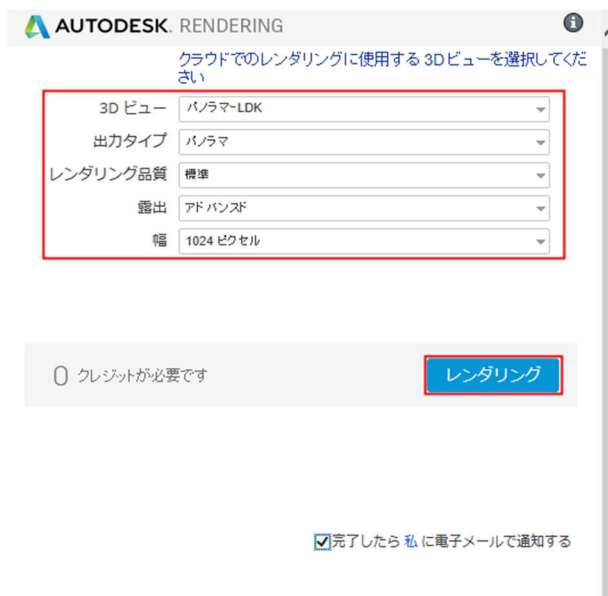 AUTODESK. RENDERING
クラウドでのレンダリングに使用する 3D ビューを選択してくだ
さい
3D ビュー パノラマ-LDK
出力タイプ パノラマ
レンダリング品質 標準
露出 アドバンスド
幅 1024 ピクセル
0 クレジットが必要です
レンダリング
完了したら 私 に電子メールで通知する